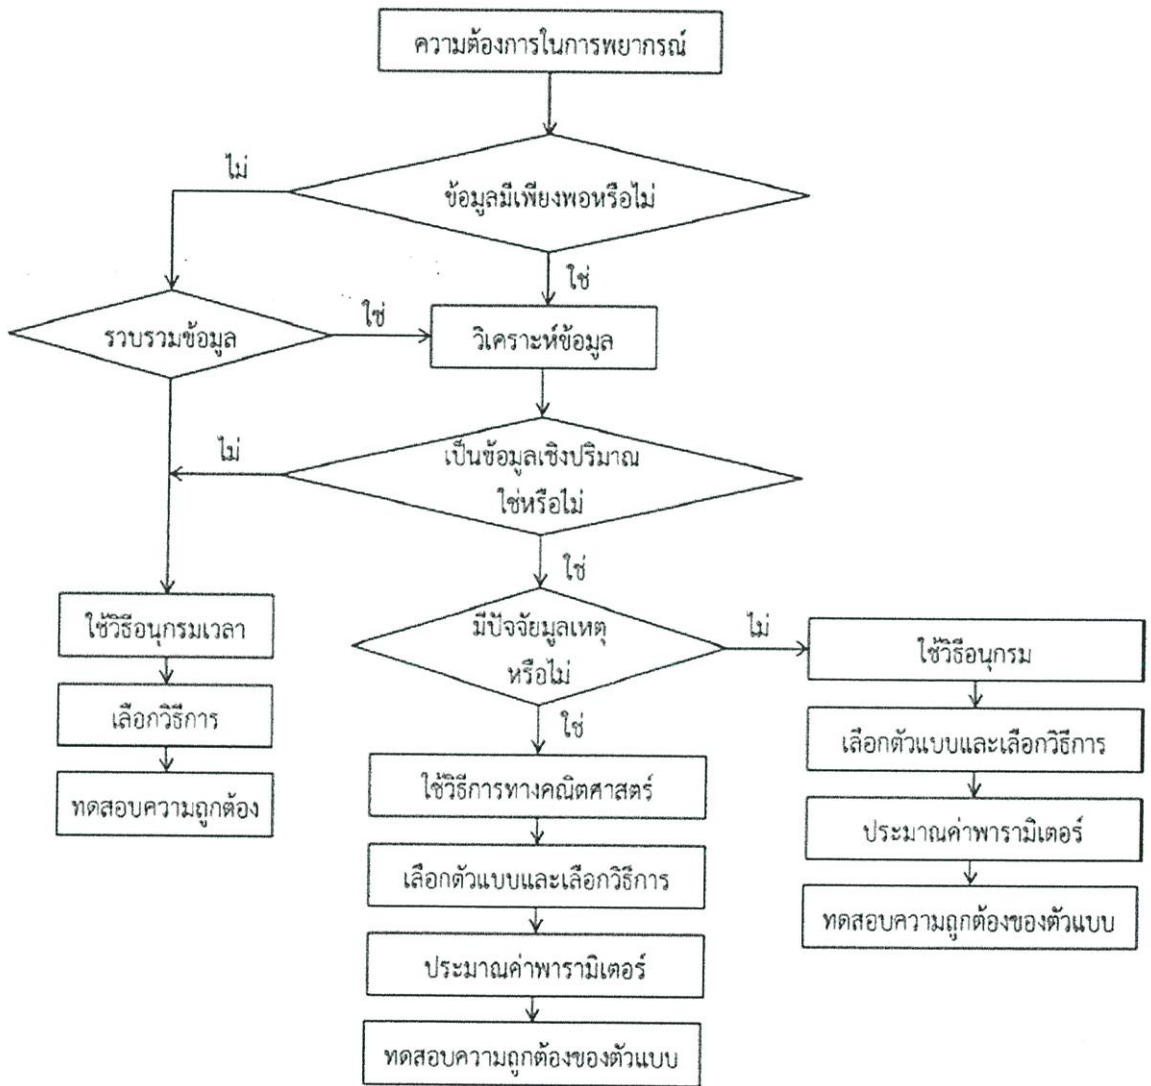 ความต้องการในการพยากรณ์
ไม่
ข้อมูลมีเพียงพอหรือไม่
ใช่
รวบรวมข้อมูล
ใช่
วิเคราะห์ข้อมูล
ไม่
เป็นข้อมูลเชิงปริมาณ
ใช่หรือไม่
ใช่
ใช้วิธีอนุกรมเวลา
มีปัจจัยมูลเหตุ
หรือไม่
ไม่
ใช้วิธีอนุกรม
เลือกวิธีการ
ใช่
เลือกตัวแบบและเลือกวิธีการ
ทดสอบความถูกต้อง
ใช้วิธีการทางคณิตศาสตร์
ประมาณค่าพารามิเตอร์
เลือกตัวแบบและเลือกวิธีการ
ทดสอบความถูกต้องของตัวแบบ
ประมาณค่าพารามิเตอร์
ทดสอบความถูกต้องของตัวแบบ